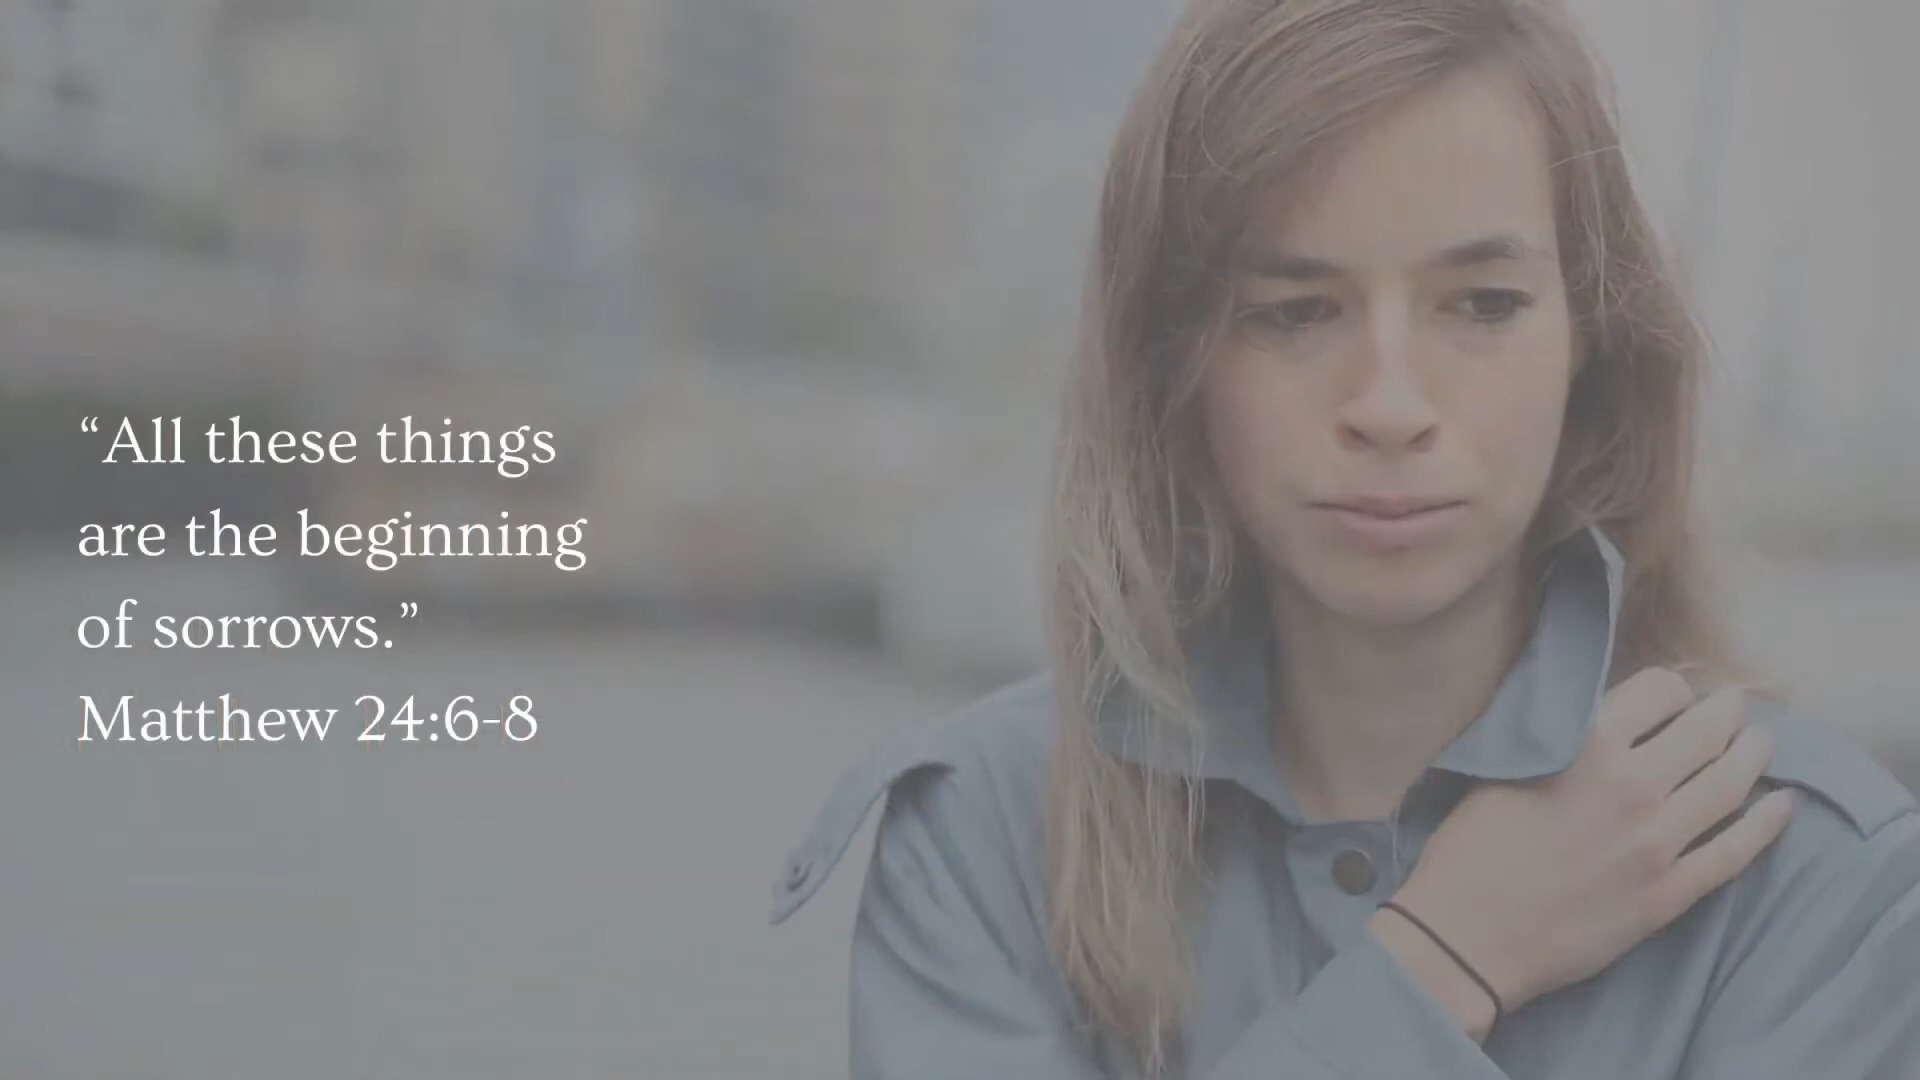 “All these things
are the beginning
of sorrows.”
Matthew 24:6-8